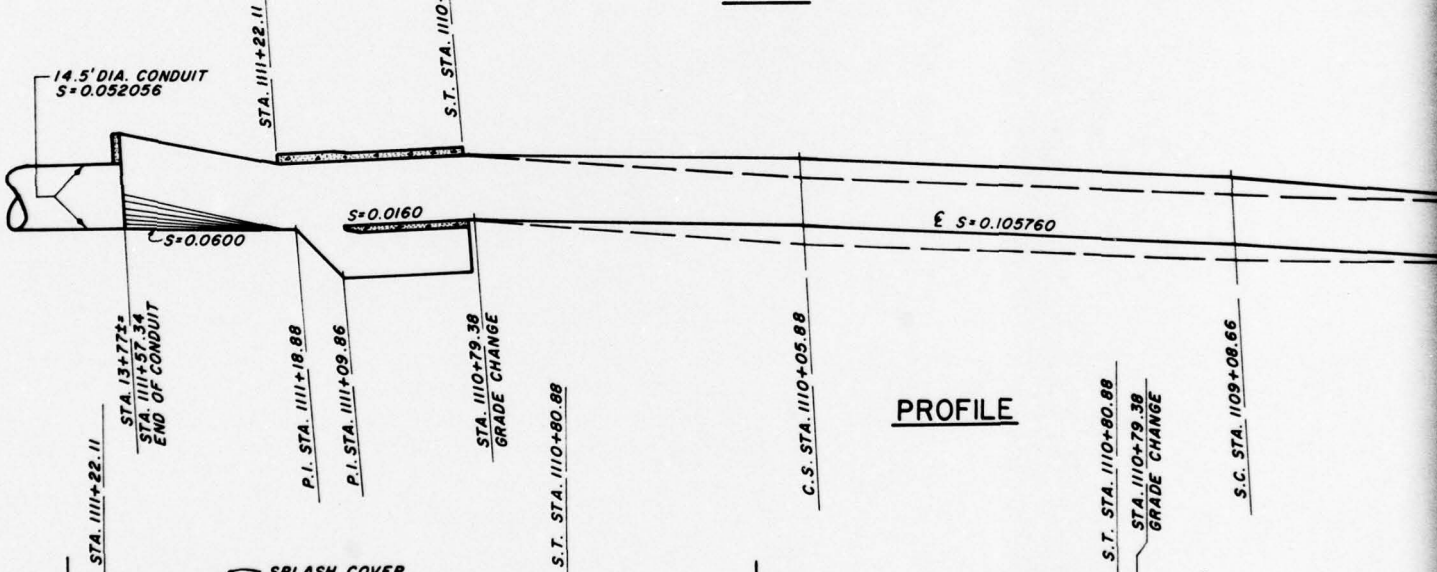 STA. 1111+22.11
S.T. STA. 1110+
14.5' DIA. CONDUIT
S=0.052056
S=0.0160
S=0.0600
℄ S=0.105760
STA. 13+77±=
STA. 1111+57.34
END OF CONDUIT
P.I. STA. 1111+18.88
P.I. STA. 1111+09.86
STA. 1110+79.38
GRADE CHANGE
C.S. STA. 1110+05.88
S.C. STA. 1109+08.66
PROFILE
STA. 1111+22.11
S.T. STA. 1110+80.88
S.T. STA. 1110+80.88
STA. 1110+79.38
GRADE CHANGE
SPLASH COVER